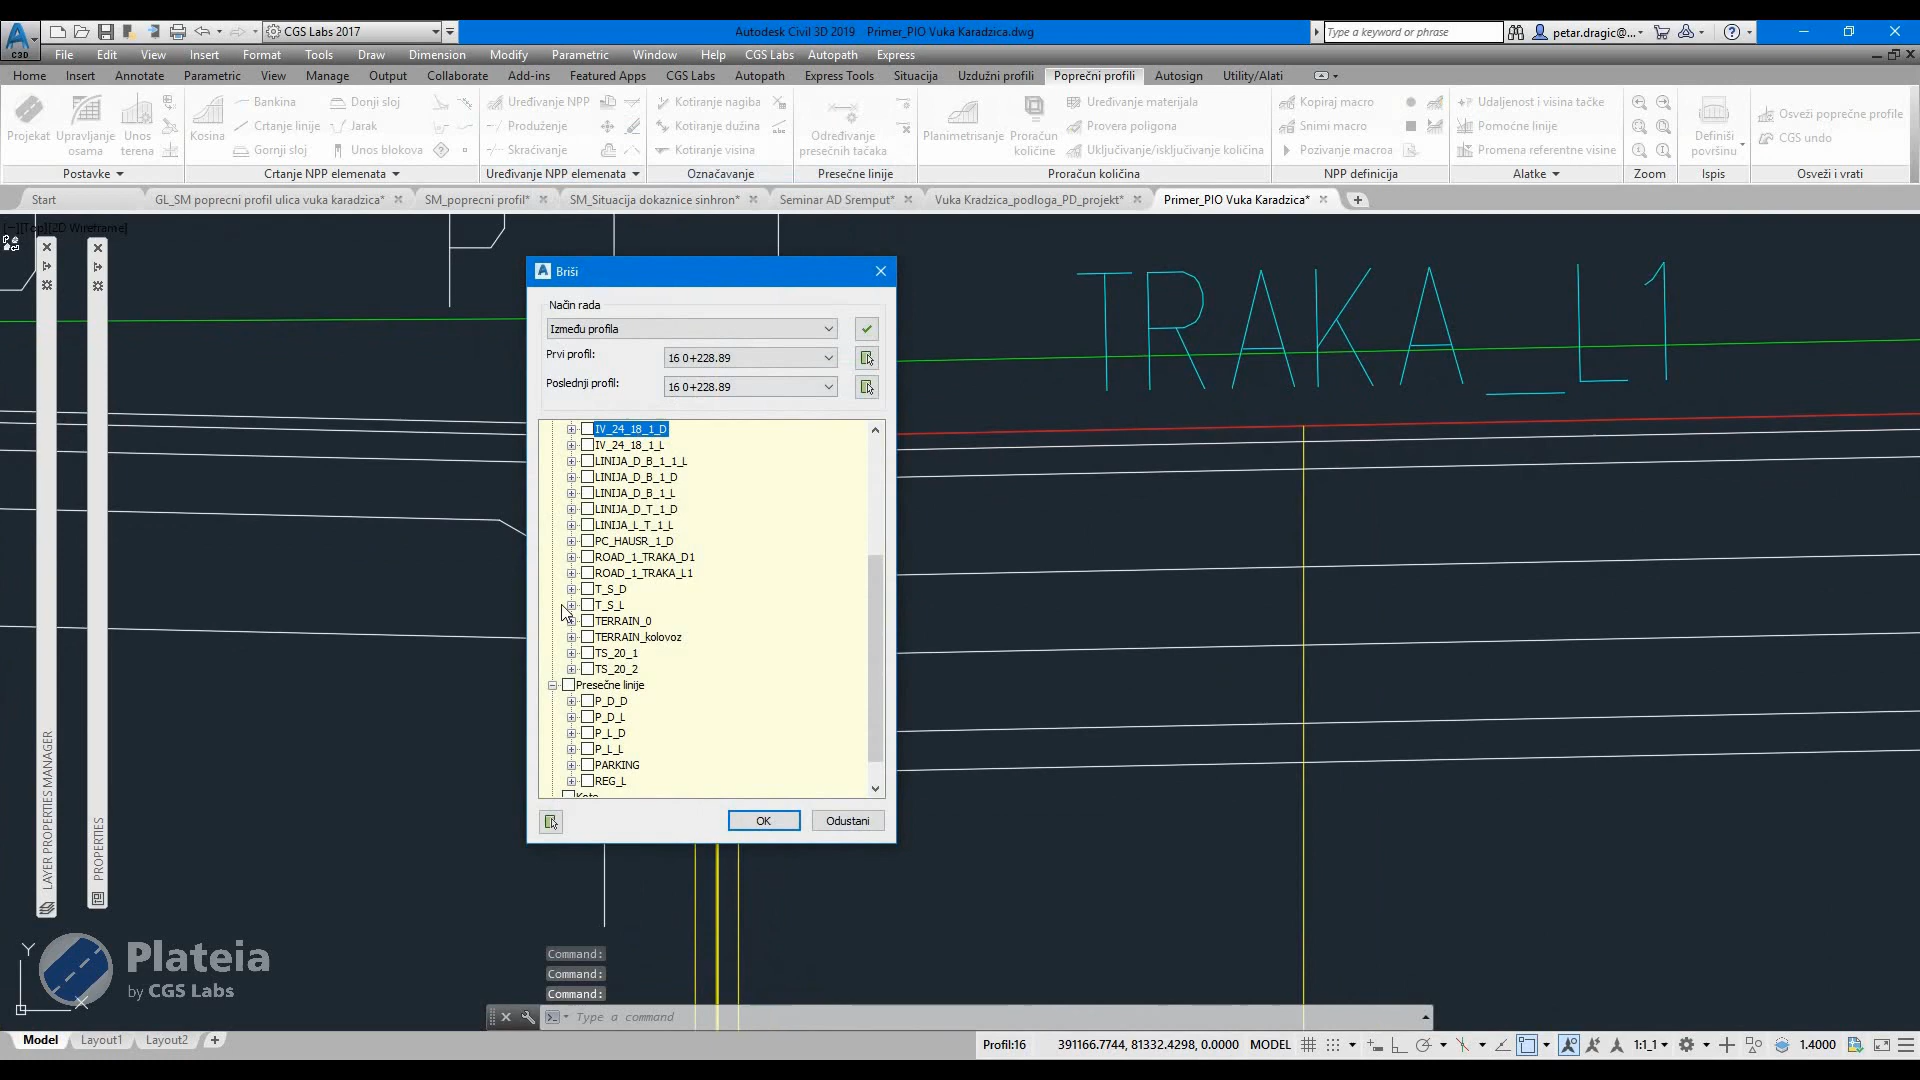 CGS Labs 2017
Autodesk Civil 3D 2019 Primer_PIO Vuka Karadzica.dwg
Type a keyword or phrase
petar.dragic@...
C3D
File Edit View Insert Format Tools Draw Dimension Modify Parametric Window Help CGS Labs Autopath Express
Home Insert Annotate Parametric View Manage Output Collaborate Add-ins Featured Apps CGS Labs Autopath Express Tools Situacija Uzdužni profili Poprečni profili Autosign Utility/Alati
Projekat
Upravljanje osama
Unos terena
Postavke
Kosina
Bankina
Crtanje linije
Gornji sloj
Donji sloj
Jarak
Unos blokova
Crtanje NPP elemenata
Uređivanje NPP
Produženje
Skraćivanje
Uređivanje NPP elemenata
Kotiranje nagiba
Kotiranje dužina
Kotiranje visina
Označavanje
Određivanje presečnih tačaka
Presečne linije
Planimetrisanje
Proračun količine
Uređivanje materijala
Provera poligona
Uključivanje/isključivanje količina
Proračun količina
Kopiraj macro
Snimi macro
Pozivanje macroa
NPP definicija
Udaljenost i visina tačke
Pomoćne linije
Promena referentne visine
Alatke
Zoom
Definiši površinu
Ispis
Osveži poprečne profile
CGS undo
Osveži i vrati
Start
GL_SM poprecni profil ulica vuka karadzica*
SM_poprecni profil*
SM_Situacija dokaznice sinhron*
Seminar AD Sremput*
Vuka Karadzica_podloga_PD_projekt*
Primer_PIO Vuka Karadzica*
[−][Top][2D Wireframe]
TRAKA_L1
LAYER PROPERTIES MANAGER
PROPERTIES
Briši
Način rada
Između profila
Prvi profil:
16 0+228.89
Poslednji profil:
16 0+228.89
IV_24_18_1_D
IV_24_18_1_L
LINIJA_D_B_1_1_L
LINIJA_D_B_1_D
LINIJA_D_B_1_L
LINIJA_D_T_1_D
LINIJA_L_T_1_L
PC_HAUSR_1_D
ROAD_1_TRAKA_D1
ROAD_1_TRAKA_L1
T_S_D
T_S_L
TERRAIN_0
TERRAIN_kolovoz
TS_20_1
TS_20_2
Presečne linije
P_D_D
P_D_L
P_L_D
P_L_L
PARKING
REG_L
Kote
OK
Odustani
Plateia
by CGS Labs
Y
X
Command:
Command:
Command:
Type a command
Model
Layout1
Layout2
Profil:16
391166.7744, 81332.4298, 0.0000
MODEL
1:1_1
1.4000